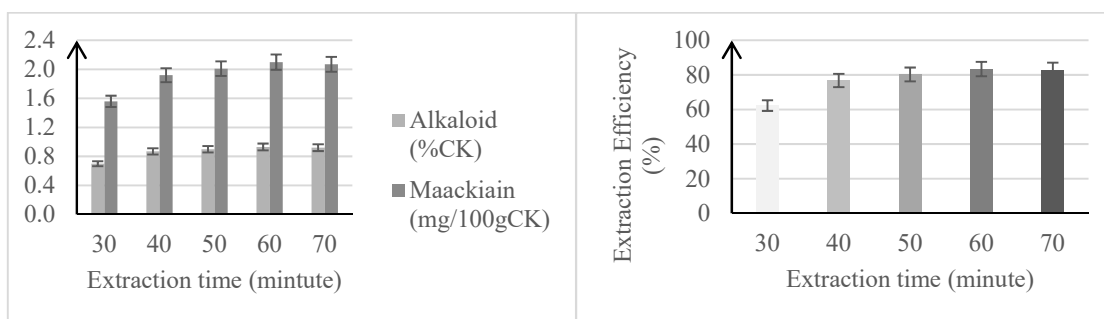 2.4
2.0
1.6
1.2
0.8
0.4
0.0
30 40 50 60 70
Extraction time (mintute)
Alkaloid
(%CK)
Maackiain
(mg/100gCK)
Extraction Efficiency
(%)
100
80
60
40
20
0
30 40 50 60 70
Extraction time (minute)